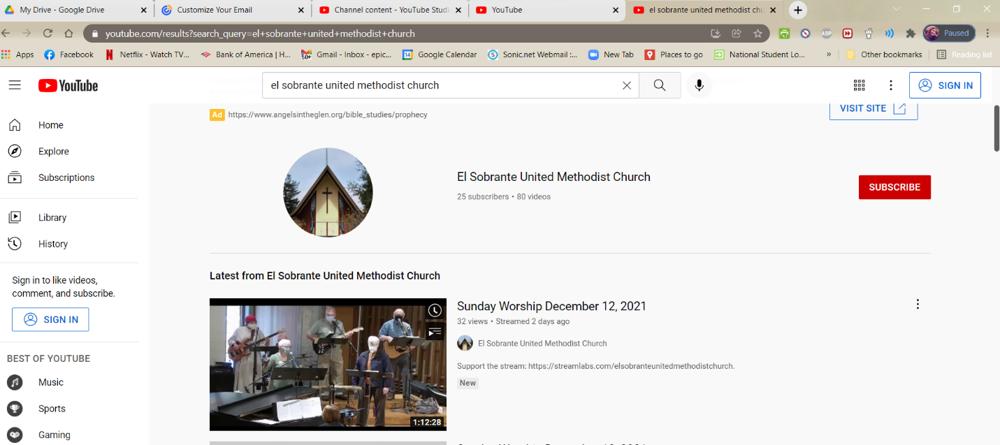 My Drive - Google Drive
Customize Your Email
Channel content - YouTube Studi
YouTube
el sobrante united methodist chu
youtube.com/results?search_query=el+sobrante+united+methodist+church
ABP
Paused
Apps
Facebook
Netflix - Watch TV...
Bank of America | H...
50+
Gmail - Inbox - epic...
14
Google Calendar
Sonic.net Webmail :...
New Tab
Places to go
National Student Lo...
»
Other bookmarks
Reading list
YouTube
el sobrante united methodist church
SIGN IN
Ad https://www.angelsintheglen.org/bible_studies/prophecy
VISIT SITE
Home
Explore
Subscriptions
Library
History
Sign in to like videos,
comment, and subscribe.
SIGN IN
BEST OF YOUTUBE
Music
Sports
Gaming
El Sobrante United Methodist Church
25 subscribers • 80 videos
SUBSCRIBE
Latest from El Sobrante United Methodist Church
1:12:28
Sunday Worship December 12, 2021
32 views • Streamed 2 days ago
El Sobrante United Methodist Church
Support the stream: https://streamlabs.com/elsobranteunitedmethodistchurch.
New